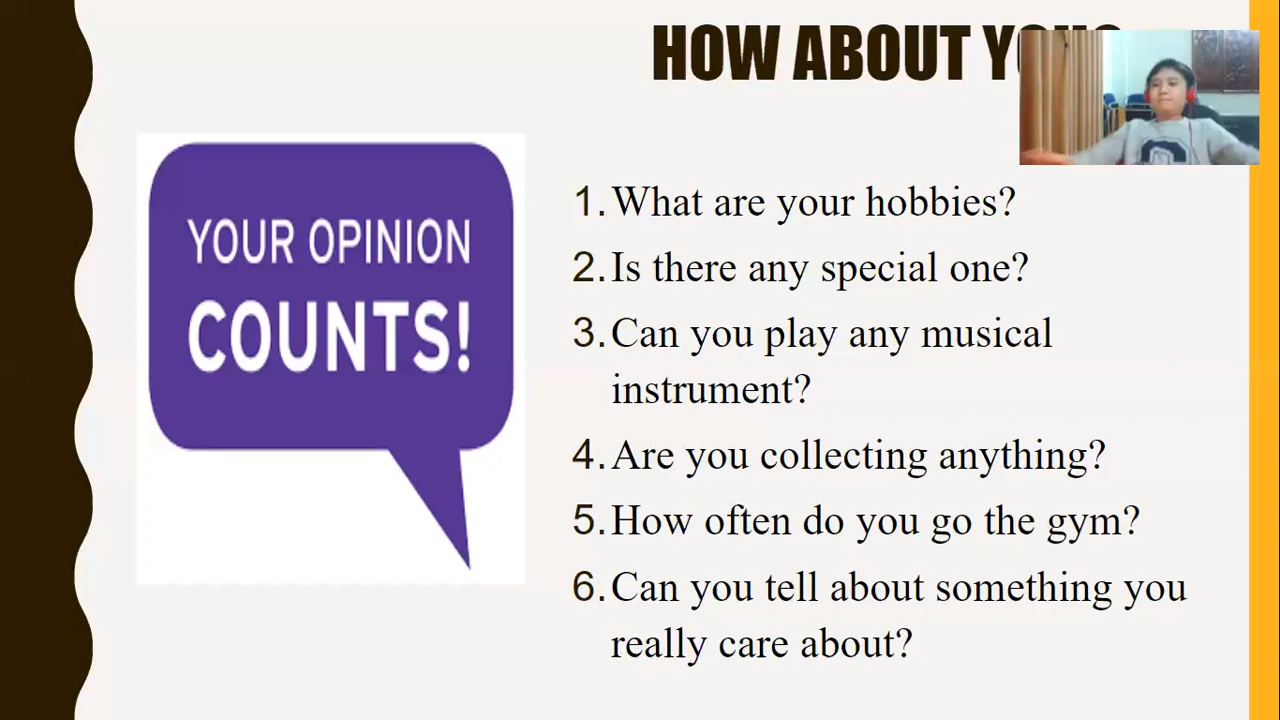 HOW ABOUT
YOUR OPINION
COUNTS!
1. What are your hobbies?
2. Is there any special one?
3. Can you play any musical
instrument?
4. Are you collecting anything?
5. How often do you go the gym?
6. Can you tell about something you
really care about?